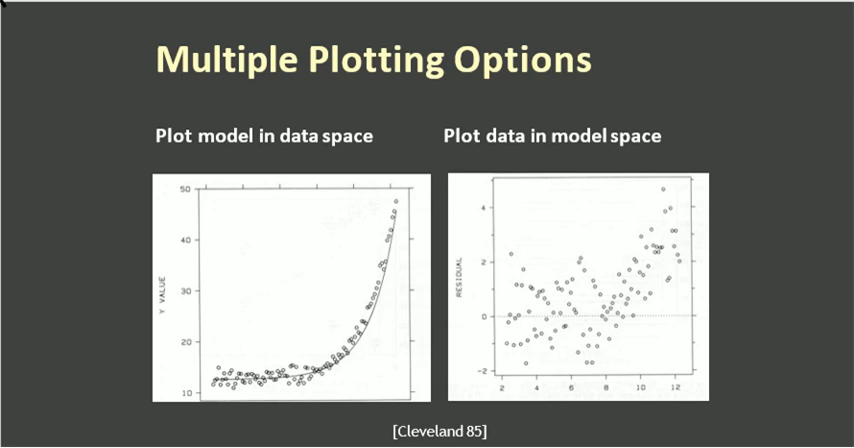 Multiple Plotting Options
Plot model in data space
Plot data in model space
50
40
30
20
10
Y VALUE
4
2
0
-2
RESIDUAL
2 4 6 8 10 12
[Cleveland 85]